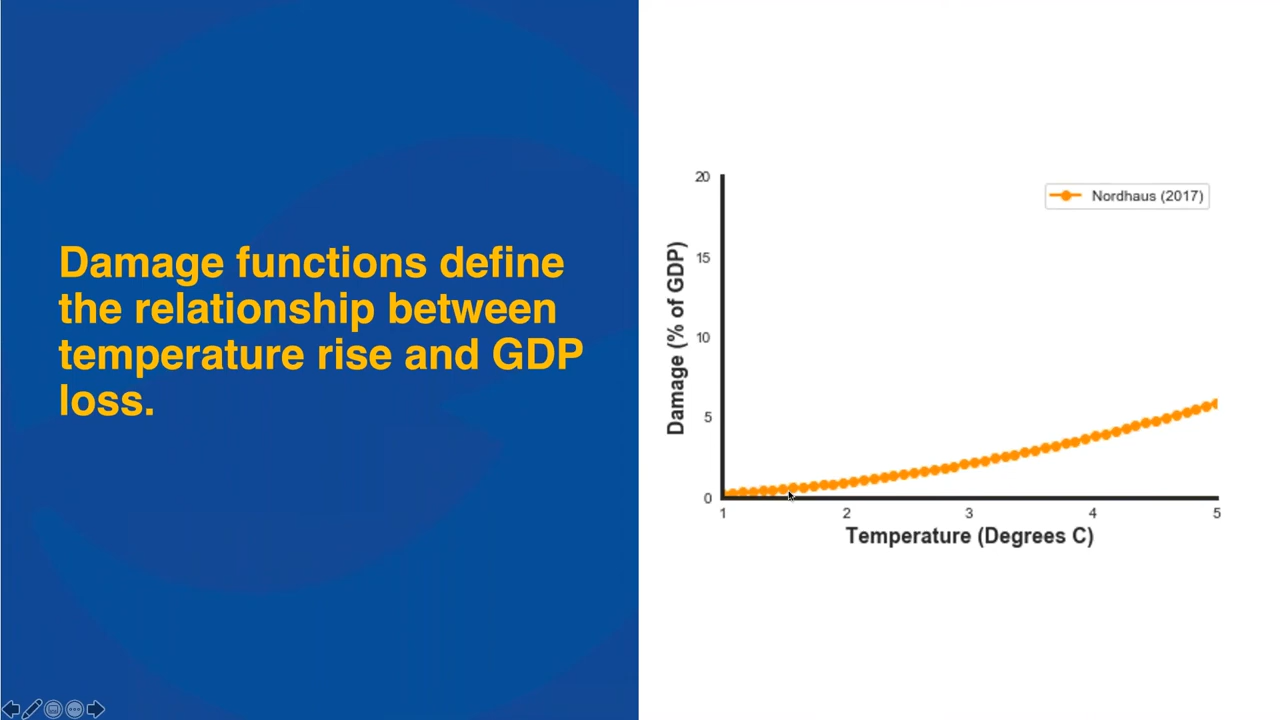 Damage functions define
the relationship between
temperature rise and GDP
loss.
20
Nordhaus (2017)
15
10
5
0
Damage (% of GDP)
1 2 3 4 5
Temperature (Degrees C)